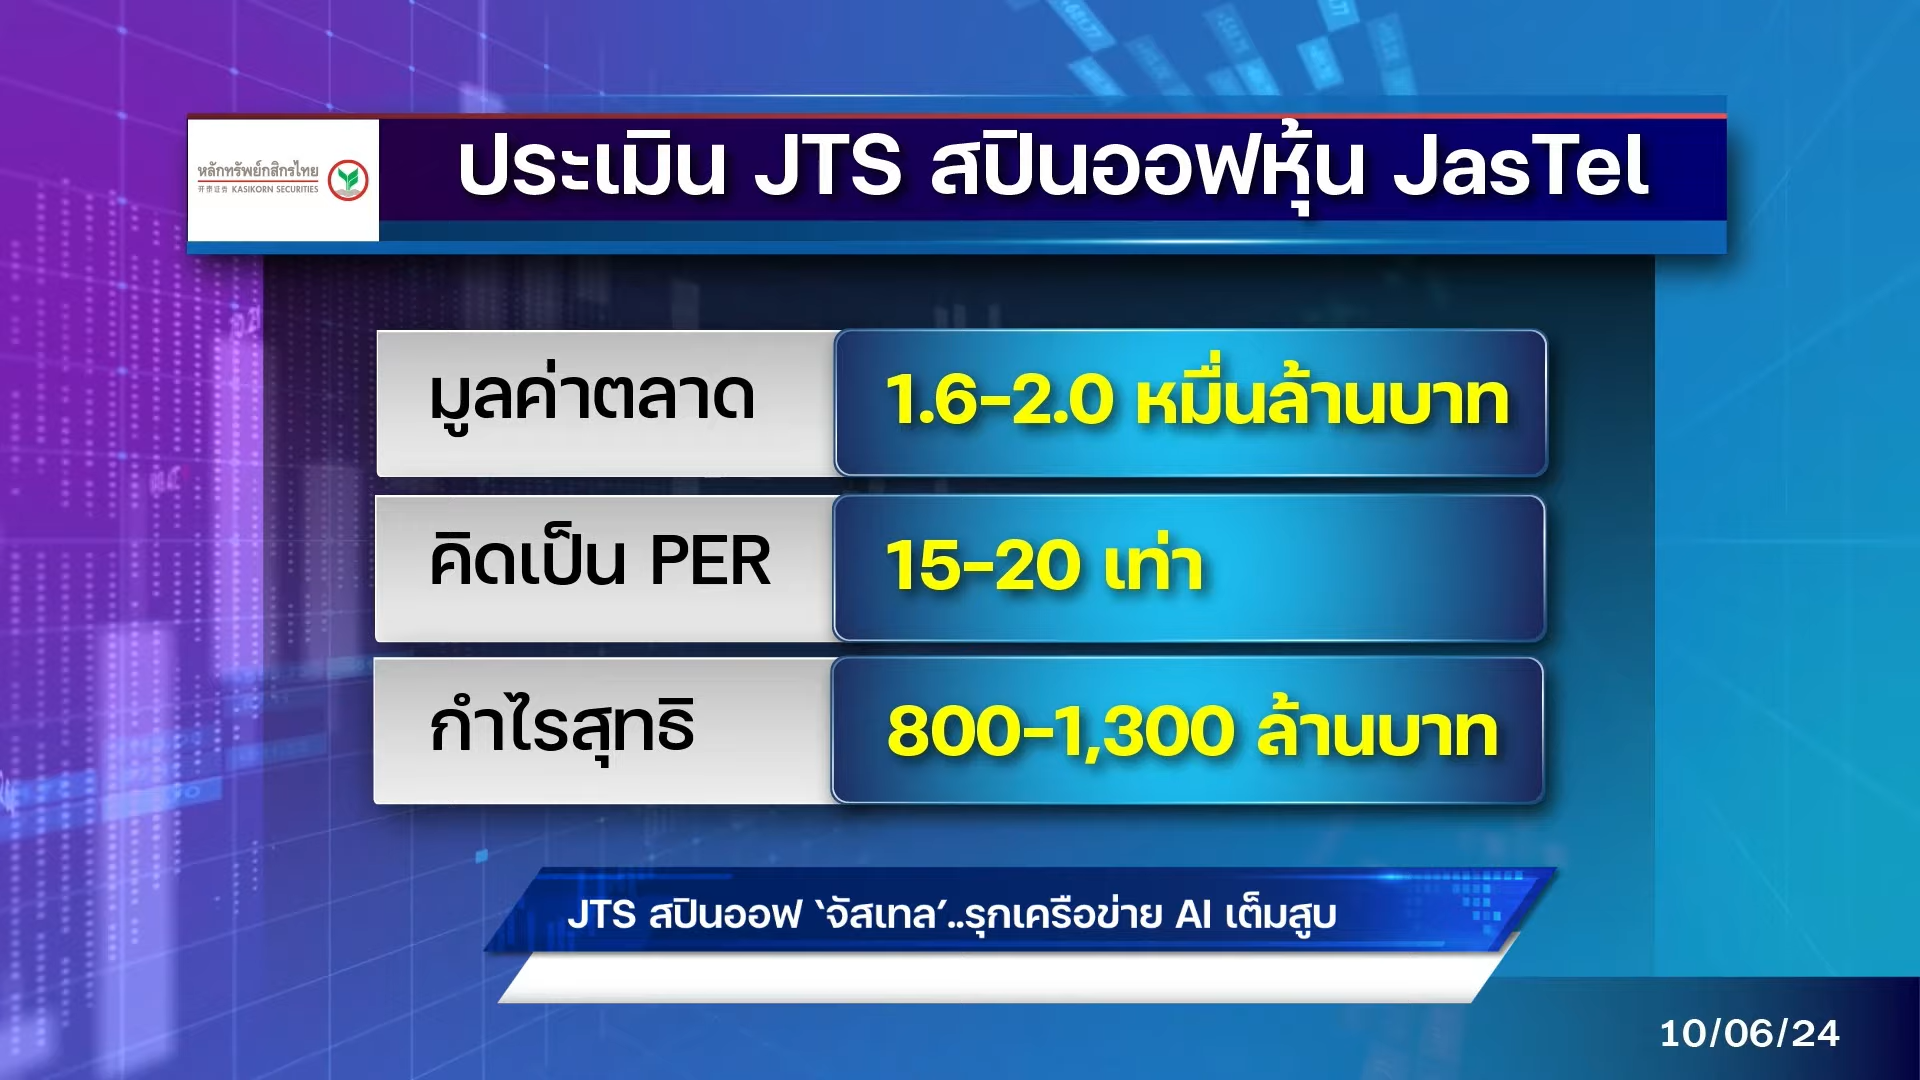 หลักทรัพย์กสิกรไทย
开泰证券 KASIKORN SECURITIES
ประเมิน JTS สปินออฟหุ้น JasTel
มูลค่าตลาด 1.6-2.0 หมื่นล้านบาท
คิดเป็น PER 15-20 เท่า
กำไรสุทธิ 800-1,300 ล้านบาท
JTS สปินออฟ ‘จัสเทล’..รุกเครือข่าย AI เต็มสูบ
10/06/24